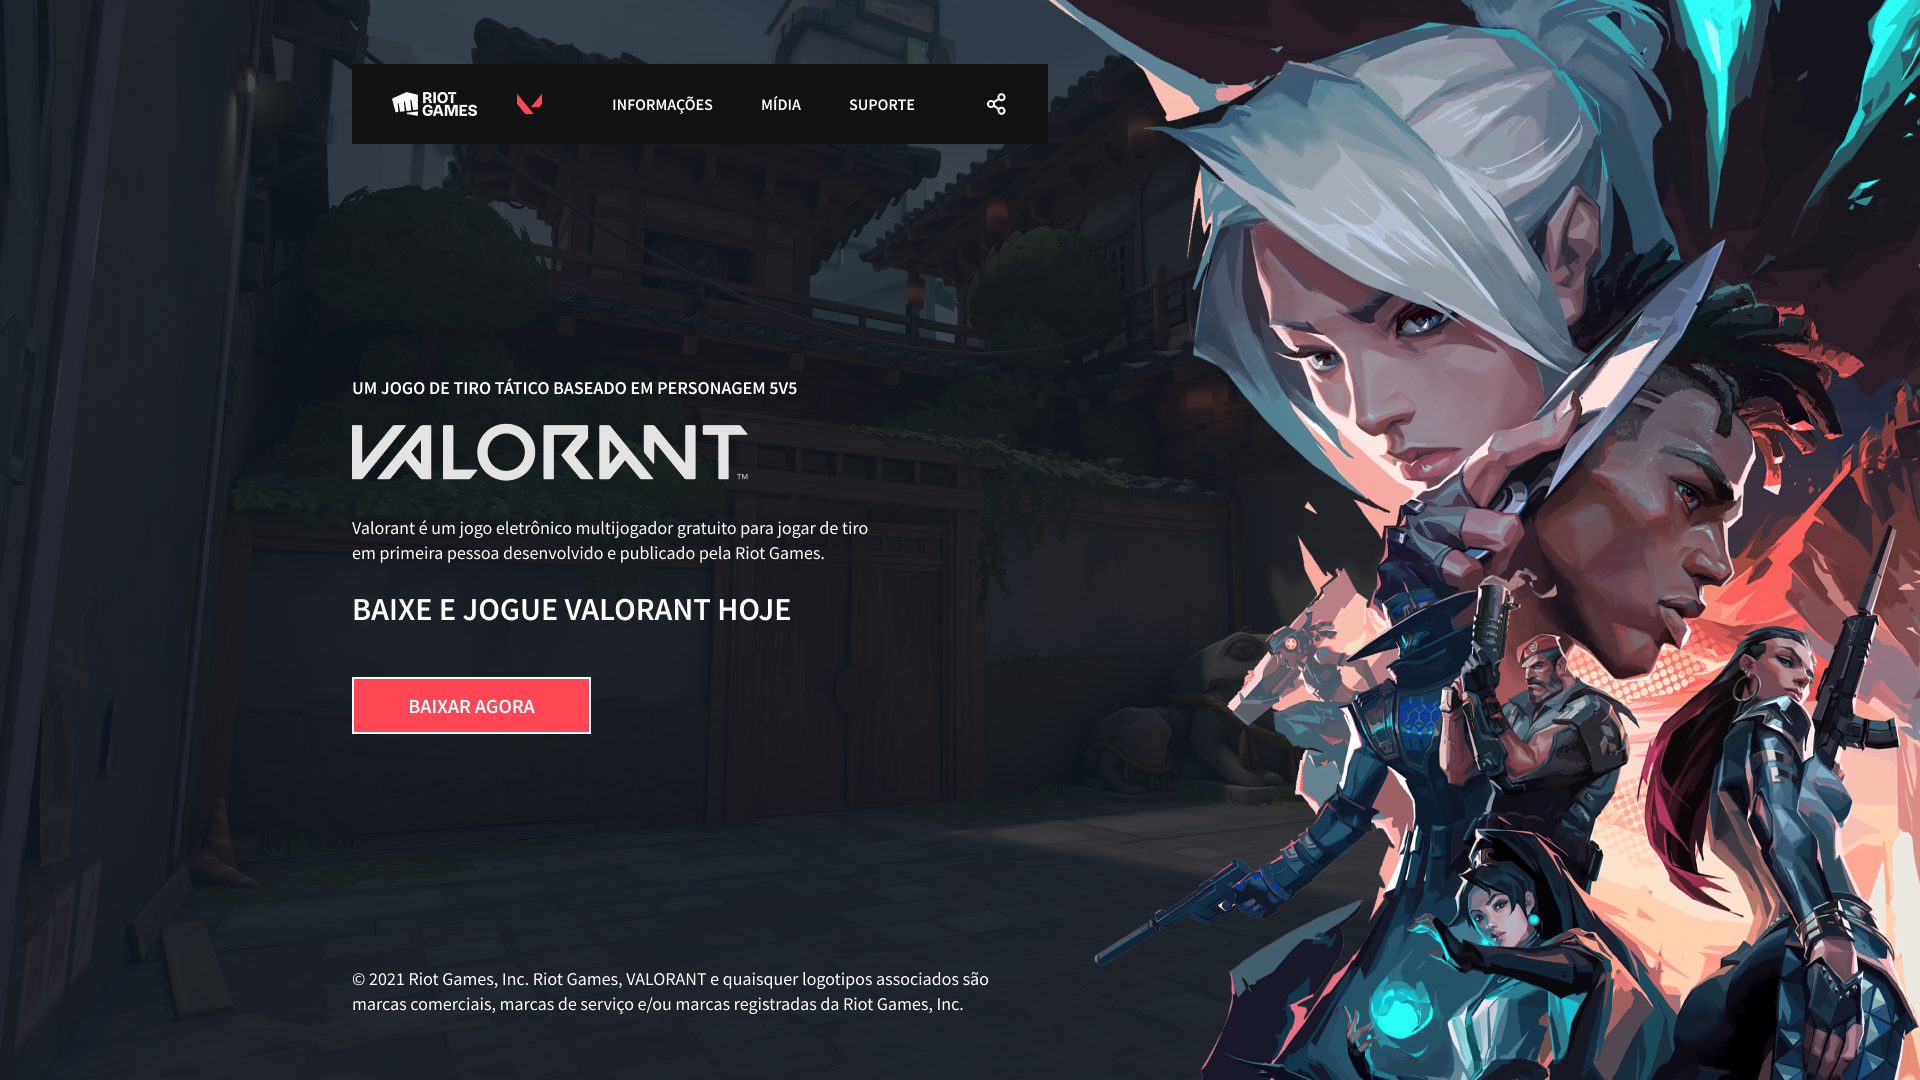 RIOT
GAMES
INFORMAÇÕES
MÍDIA
SUPORTE
UM JOGO DE TIRO TÁTICO BASEADO EM PERSONAGEM 5V5
VALORANT™
Valorant é um jogo eletrônico multijogador gratuito para jogar de tiro
em primeira pessoa desenvolvido e publicado pela Riot Games.
BAIXE E JOGUE VALORANT HOJE
BAIXAR AGORA
© 2021 Riot Games, Inc. Riot Games, VALORANT e quaisquer logotipos associados são
marcas comerciais, marcas de serviço e/ou marcas registradas da Riot Games, Inc.